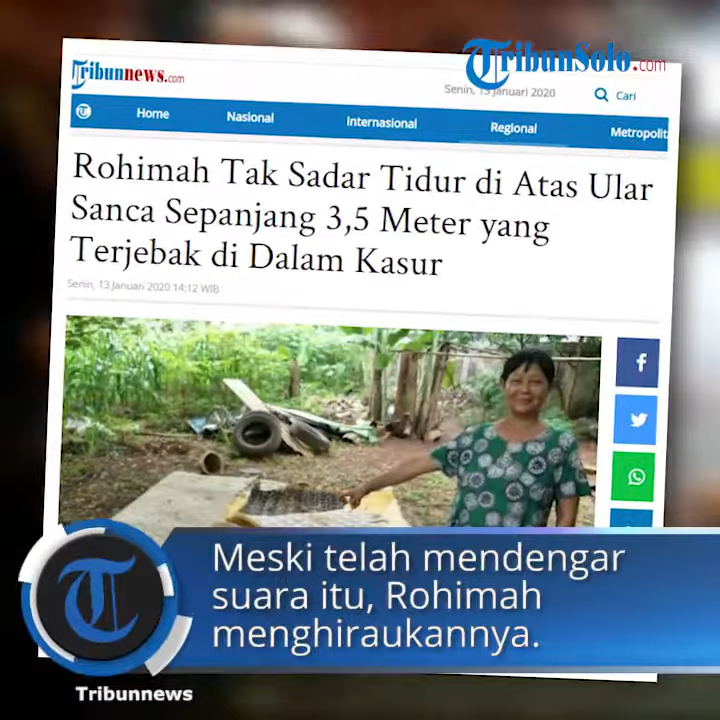 TribunSolo.com
Tribunnews.com
Senin, 13 Januari 2020
Cari
Home
Nasional
Internasional
Regional
Metropolit
Rohimah Tak Sadar Tidur di Atas Ular
Sanca Sepanjang 3,5 Meter yang
Terjebak di Dalam Kasur
Senin, 13 Januari 2020 14:12 WIB
Meski telah mendengar
suara itu, Rohimah
menghiraukannya.
Tribunnews